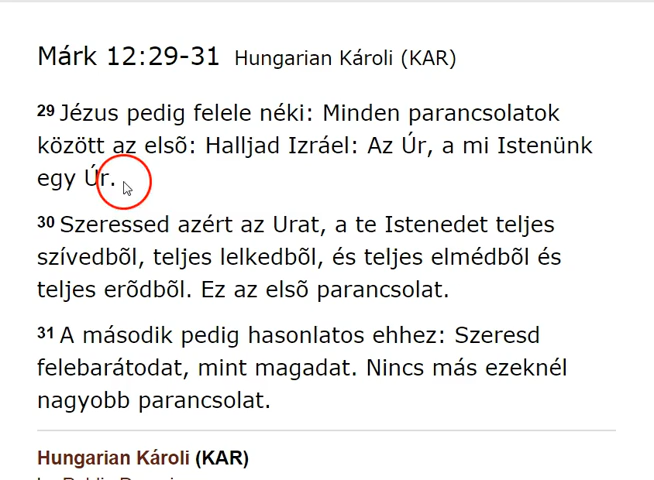 Márk 12:29-31 Hungarian Károli (KAR)
29 Jézus pedig felele néki: Minden parancsolatok
között az elsõ: Halljad Izráel: Az Úr, a mi Istenünk
egy Úr.
30 Szeressed azért az Urat, a te Istenedet teljes
szívedbõl, teljes lelkedbõl, és teljes elmédbõl és
teljes erõdbõl. Ez az elsõ parancsolat.
31 A második pedig hasonlatos ehhez: Szeresd
felebarátodat, mint magadat. Nincs más ezeknél
nagyobb parancsolat.
Hungarian Károli (KAR)